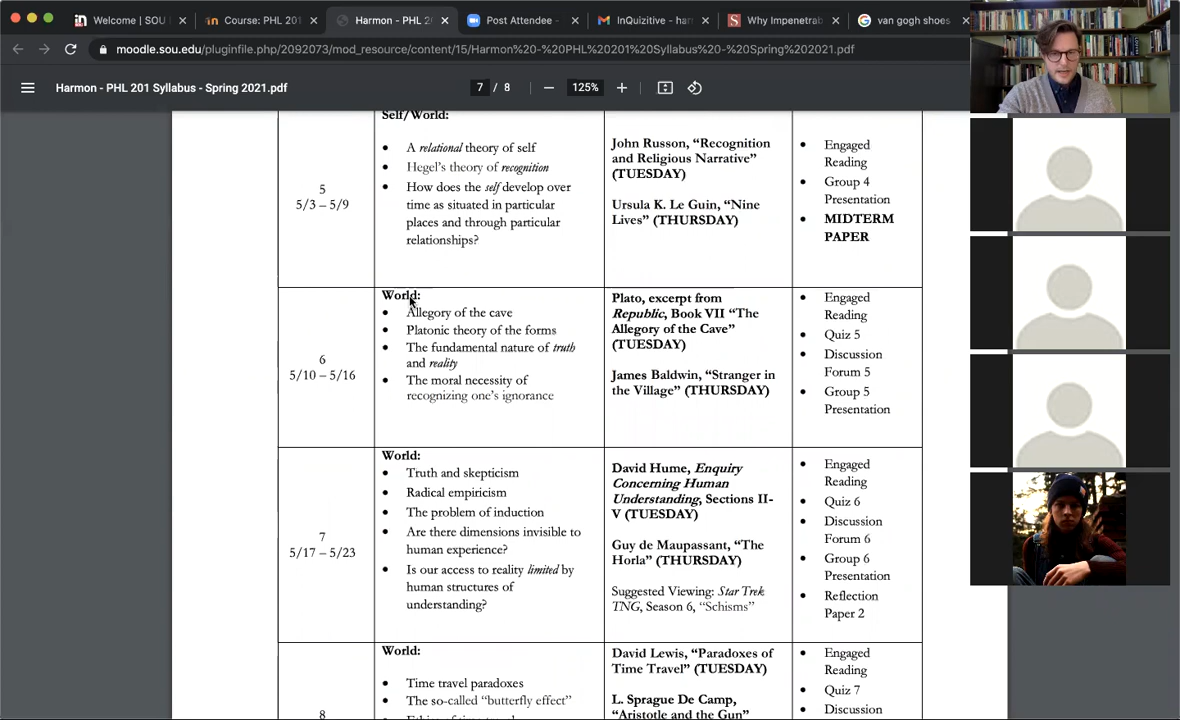 Welcome | SOU
Course: PHL 201
Harmon - PHL 2
Post Attendee -
InQuizitive - har
Why Impenetrab
van gogh shoes
moodle.sou.edu/pluginfile.php/2092073/mod_resource/content/15/Harmon%20-%20PHL%20201%20Syllabus%20-%20Spring%202021.pdf
Harmon - PHL 201 Syllabus - Spring 2021.pdf
7 / 8
125%
5
5/3 – 5/9
Self/World:
• A relational theory of self
• Hegel's theory of recognition
• How does the self develop over
time as situated in particular
places and through particular
relationships?
John Russon, “Recognition
and Religious Narrative”
(TUESDAY)
Ursula K. Le Guin, “Nine
Lives” (THURSDAY)
• Engaged
Reading
• Group 4
Presentation
• MIDTERM
PAPER
6
5/10 – 5/16
World:
• Allegory of the cave
• Platonic theory of the forms
• The fundamental nature of truth
and reality
• The moral necessity of
recognizing one's ignorance
Plato, excerpt from
Republic, Book VII “The
Allegory of the Cave”
(TUESDAY)
James Baldwin, “Stranger in
the Village” (THURSDAY)
• Engaged
Reading
• Quiz 5
• Discussion
Forum 5
• Group 5
Presentation
7
5/17 – 5/23
World:
• Truth and skepticism
• Radical empiricism
• The problem of induction
• Are there dimensions invisible to
human experience?
• Is our access to reality limited by
human structures of
understanding?
David Hume, Enquiry
Concerning Human
Understanding, Sections II-
V (TUESDAY)
Guy de Maupassant, “The
Horla” (THURSDAY)
Suggested Viewing: Star Trek
TNG, Season 6, “Schisms”
• Engaged
Reading
• Quiz 6
• Discussion
Forum 6
• Group 6
Presentation
• Reflection
Paper 2
8
World:
• Time travel paradoxes
• The so-called “butterfly effect”
David Lewis, “Paradoxes of
Time Travel” (TUESDAY)
L. Sprague De Camp,
“Aristotle and the Gun”
• Engaged
Reading
• Quiz 7
• Discussion